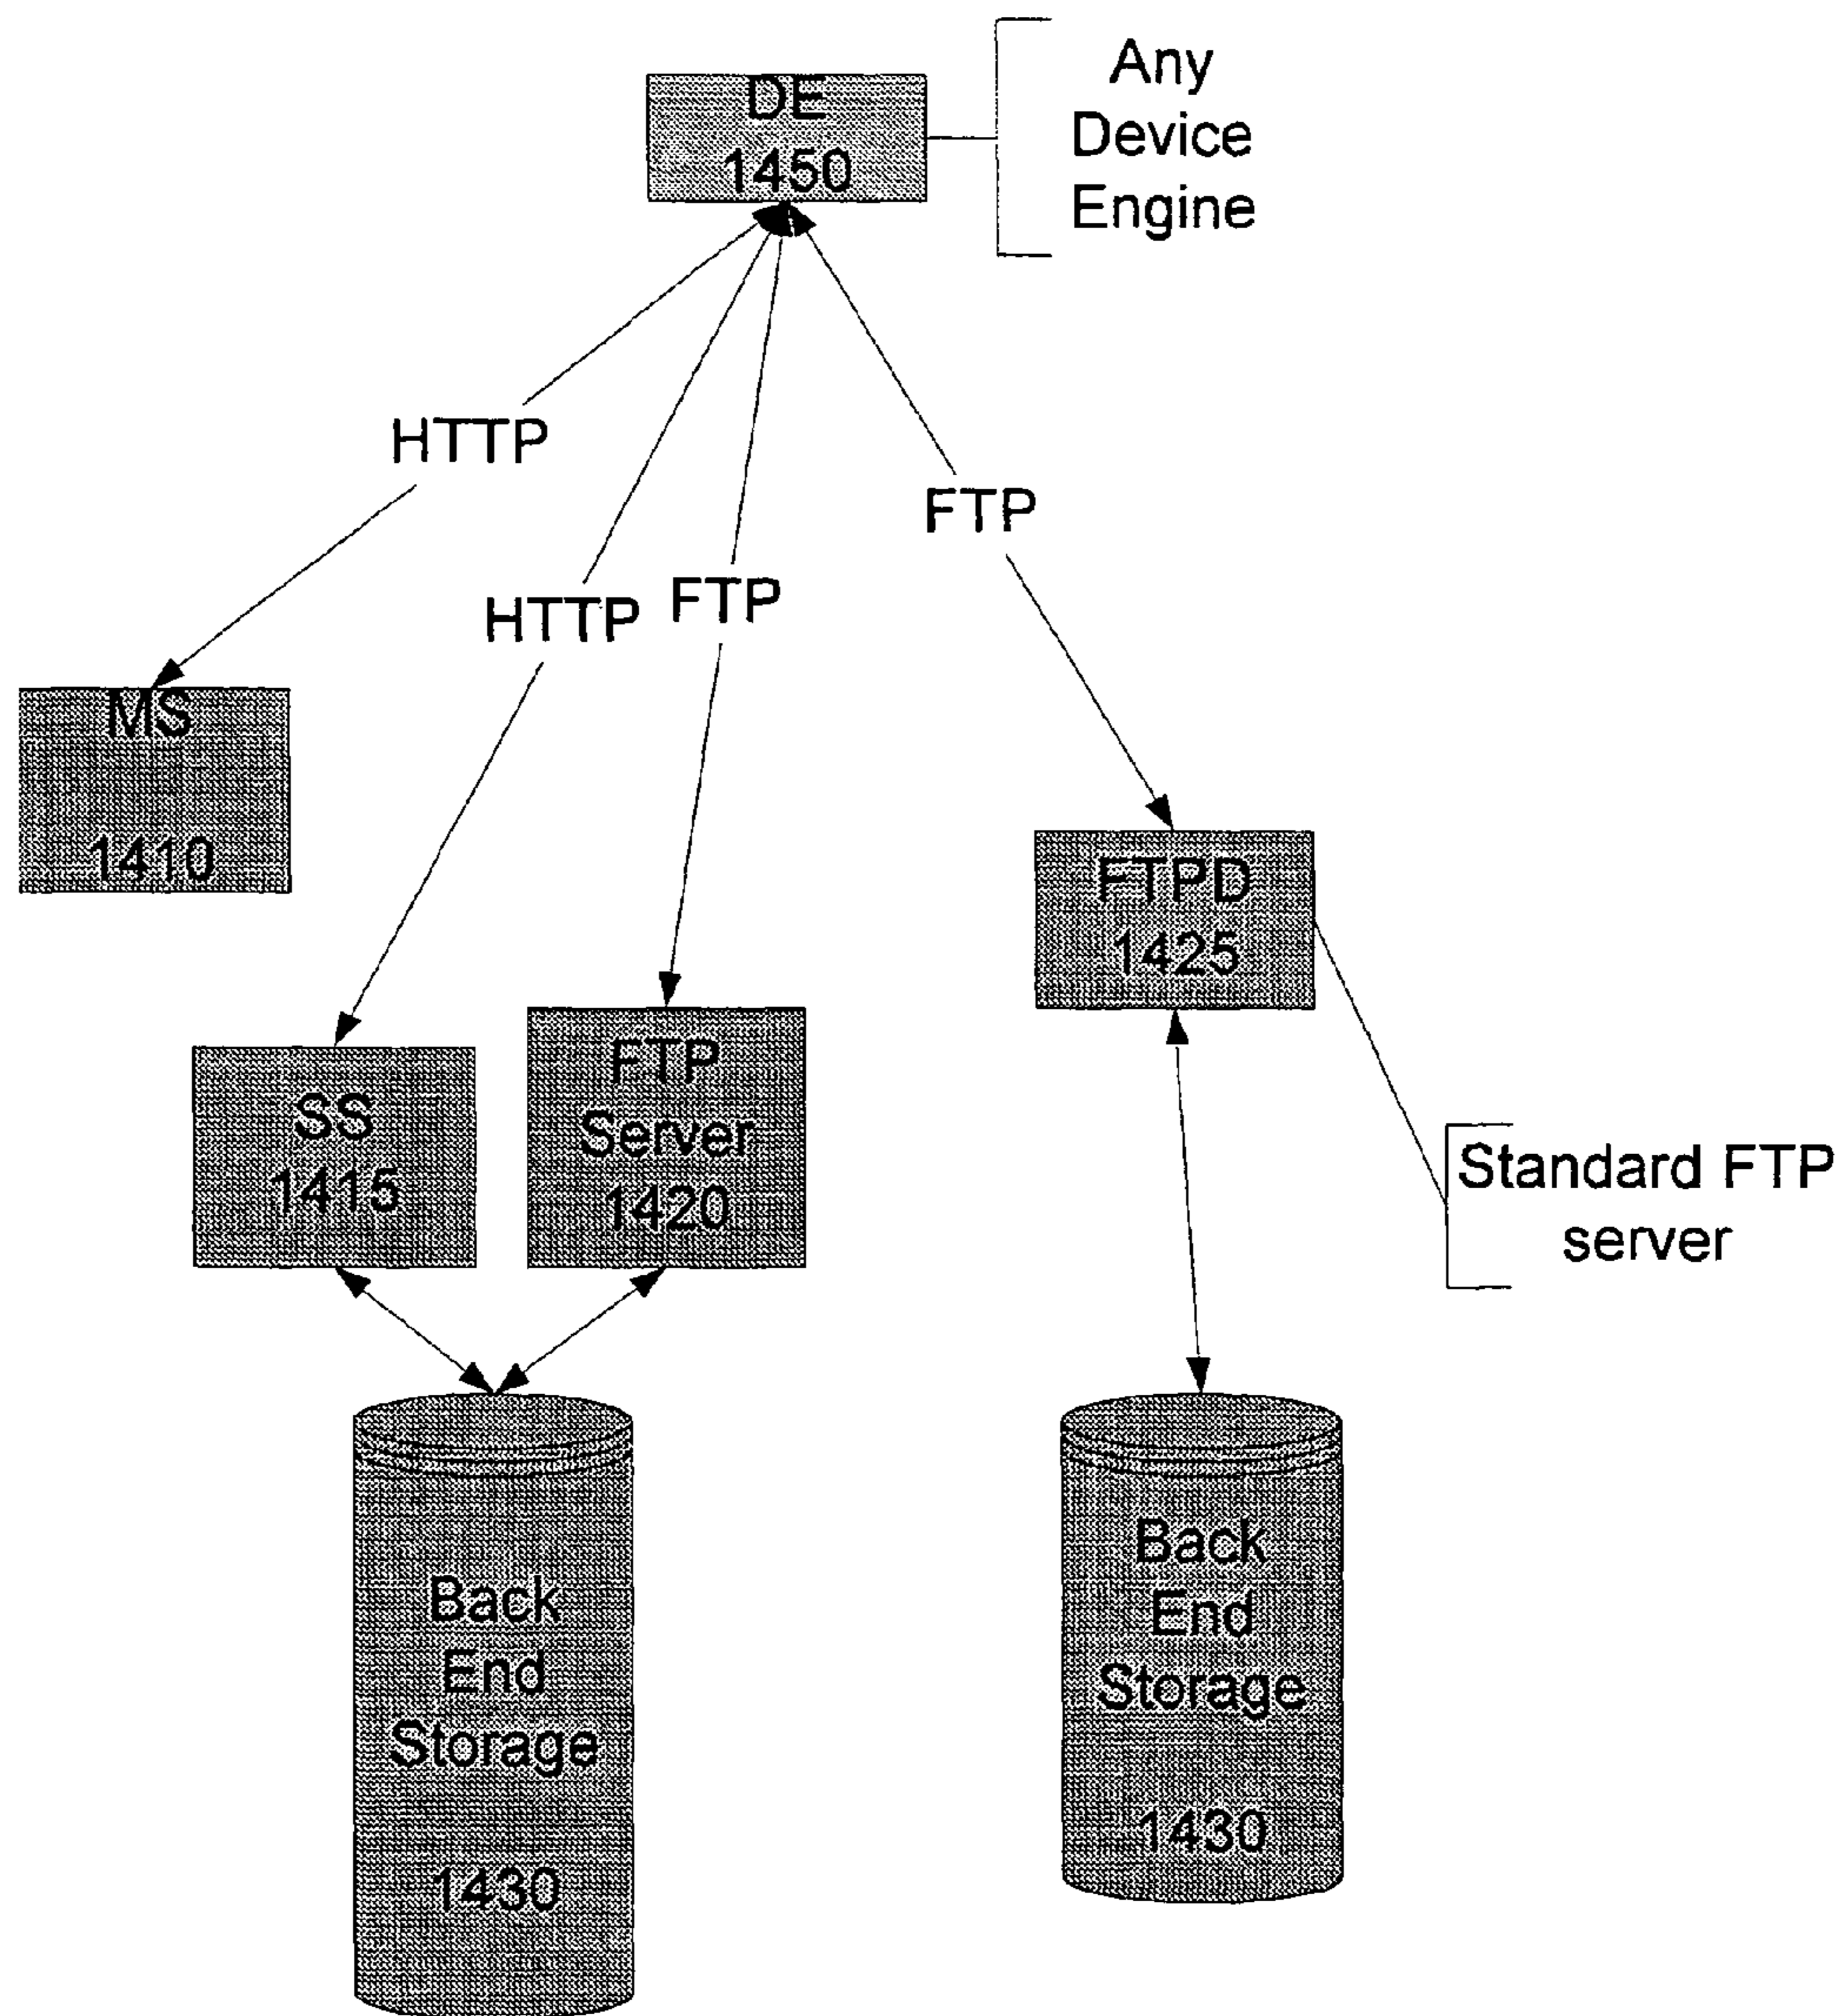 DE
1450
Any
Device
Engine
HTTP
FTP
HTTP
FTP
MS
1410
FTPD
1425
SS
1415
FTP
Server
1420
Standard FTP
server
Back
End
Storage
1430
Back
End
Storage
1430